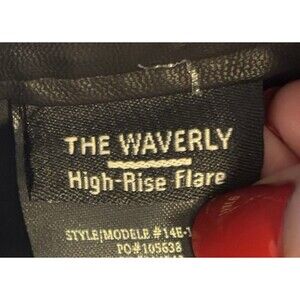 THE WAVERLY
High-Rise Flare
STYLE/MODELE #14E-1
PO#105638